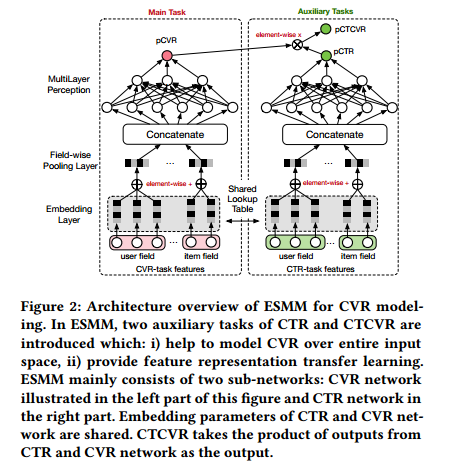 Main Task
Auxiliary Tasks
pCTCVR
pCVR
element-wise x
pCTR
MultiLayer
Perception
Concatenate
Concatenate
Field-wise
Pooling Layer
...
...
element-wise +
element-wise +
Shared
Lookup
Table
Embedding
Layer
...
...
user field
item field
user field
item field
CVR-task features
CTR-task features
Figure 2: Architecture overview of ESMM for CVR model-
ing. In ESMM, two auxiliary tasks of CTR and CTCVR are
introduced which: i) help to model CVR over entire input
space, ii) provide feature representation transfer learning.
ESMM mainly consists of two sub-networks: CVR network
illustrated in the left part of this figure and CTR network in
the right part. Embedding parameters of CTR and CVR net-
work are shared. CTCVR takes the product of outputs from
CTR and CVR network as the output.